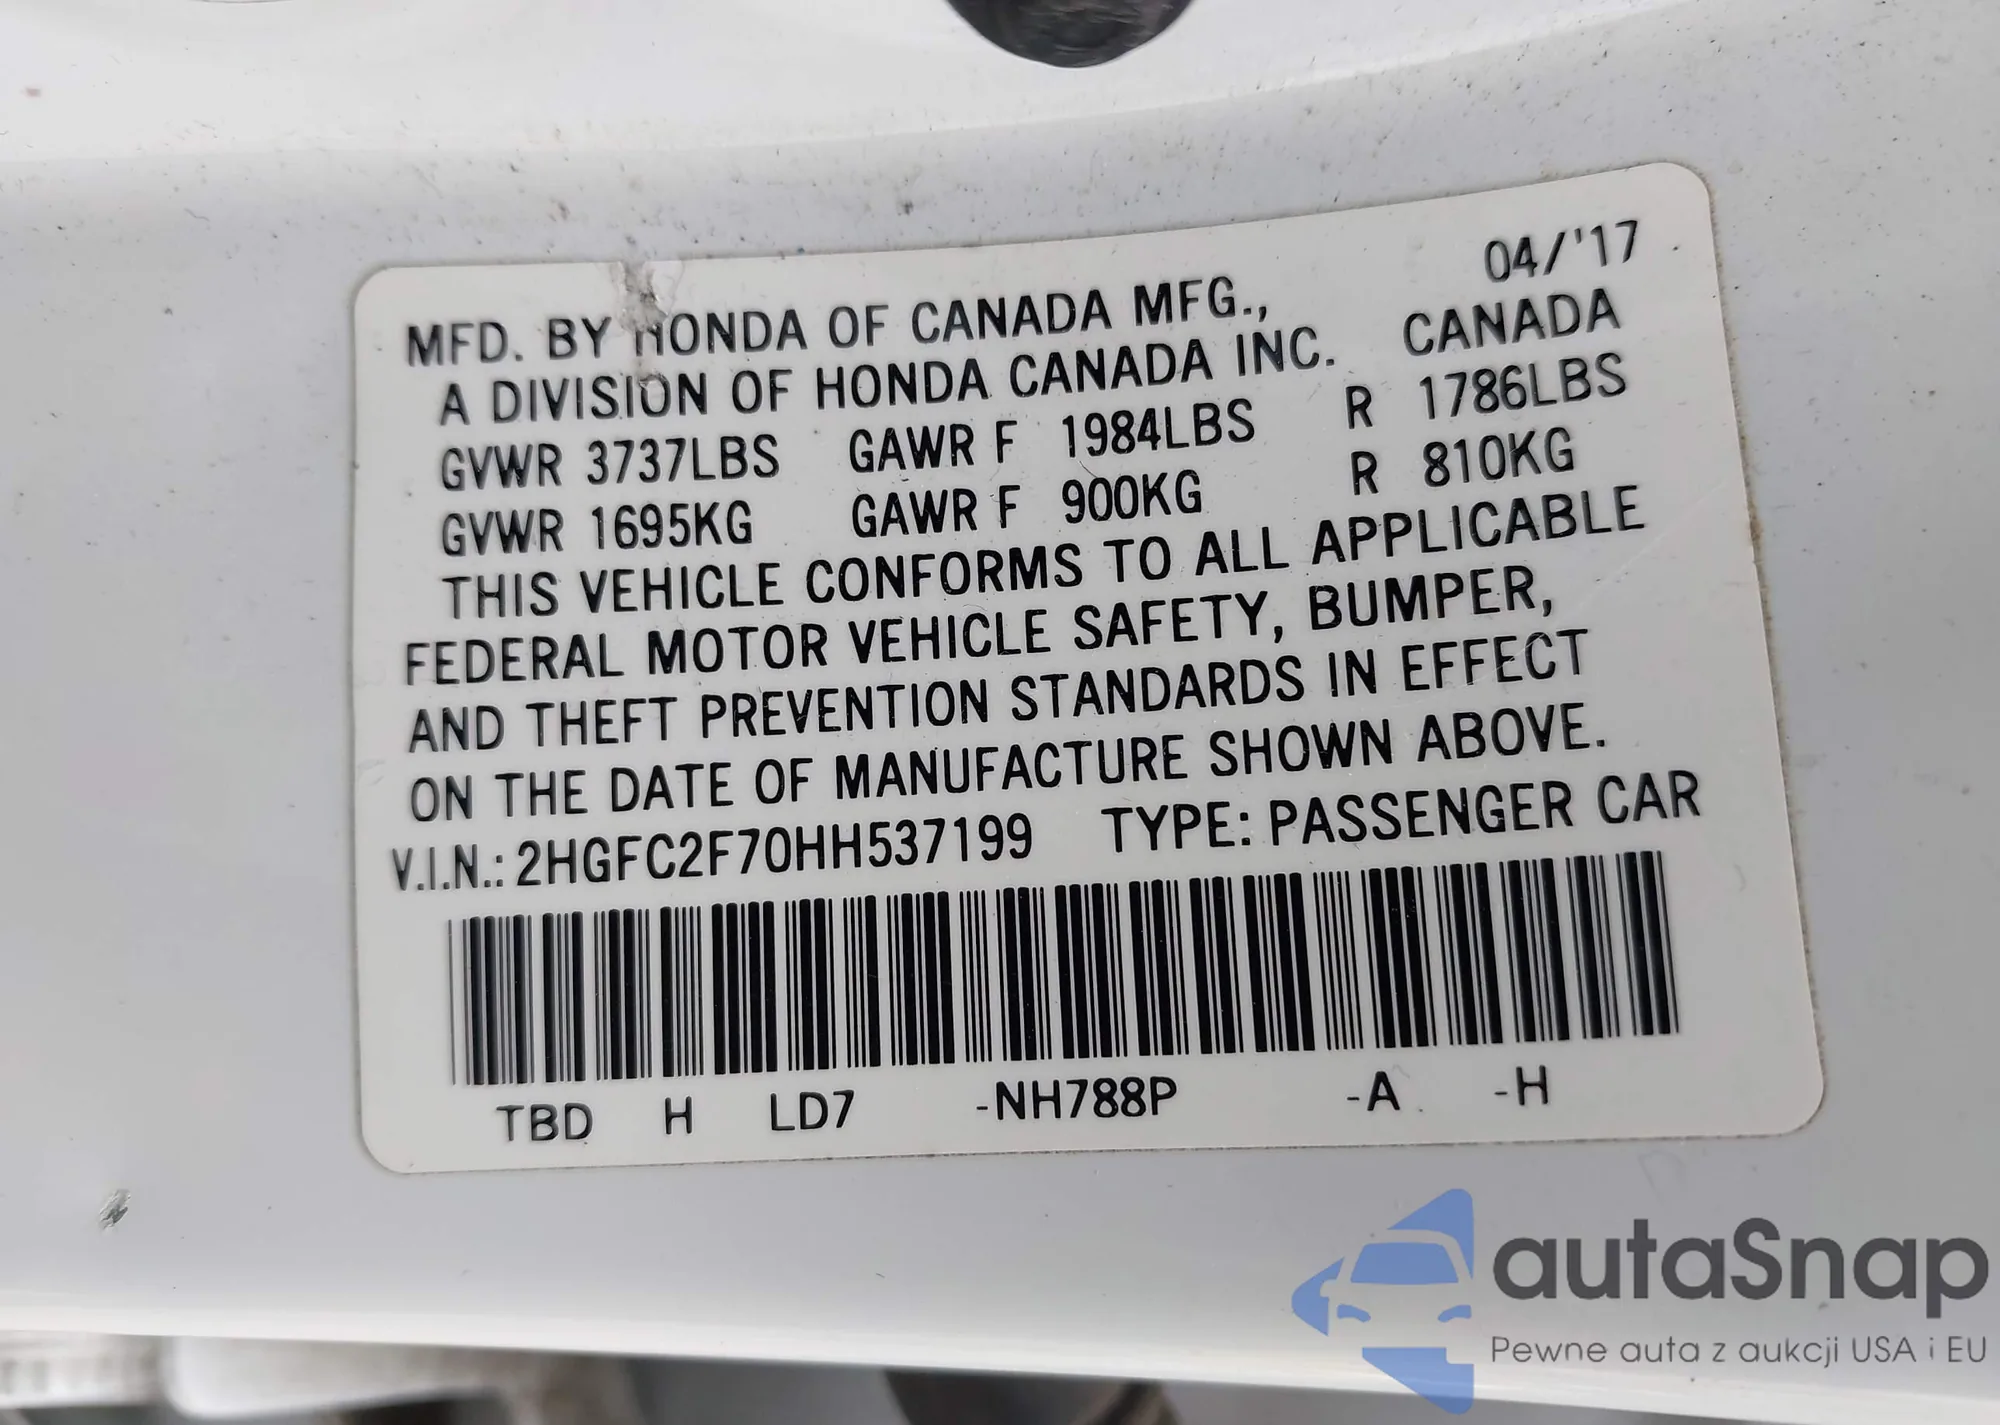 04/'17
MFD. BY HONDA OF CANADA MFG.,
A DIVISION OF HONDA CANADA INC. CANADA
GVWR 3737LBS GAWR F 1984LBS R 1786LBS
GVWR 1695KG GAWR F 900KG R 810KG
THIS VEHICLE CONFORMS TO ALL APPLICABLE
FEDERAL MOTOR VEHICLE SAFETY, BUMPER,
AND THEFT PREVENTION STANDARDS IN EFFECT
ON THE DATE OF MANUFACTURE SHOWN ABOVE.
V.I.N.: 2HGFC2F70HH537199 TYPE: PASSENGER CAR
TBD H LD7 -NH788P -A -H
autaSnap
Pewne auta z aukcji USA i EU